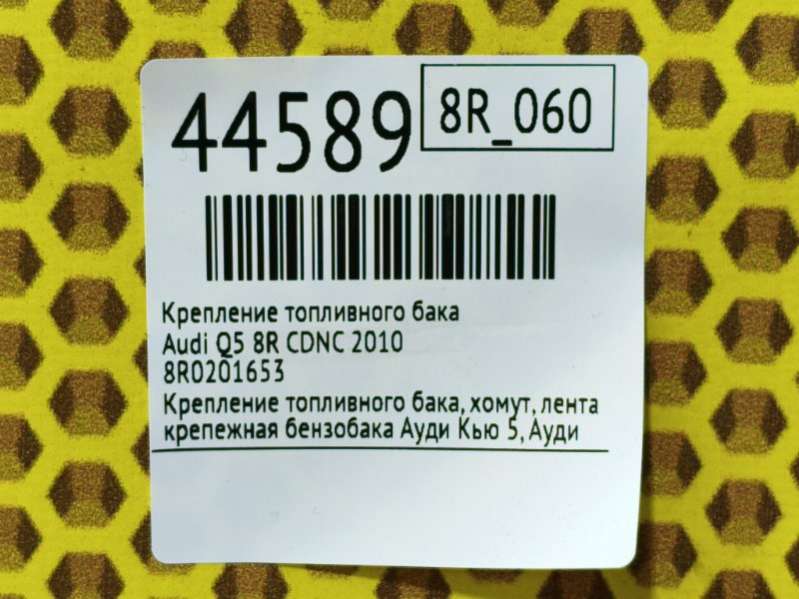 44589
8R_060
Крепление топливного бака
Audi Q5 8R CDNC 2010
8R0201653
Крепление топливного бака, хомут, лента
крепежная бензобака Ауди Кью 5, Ауди